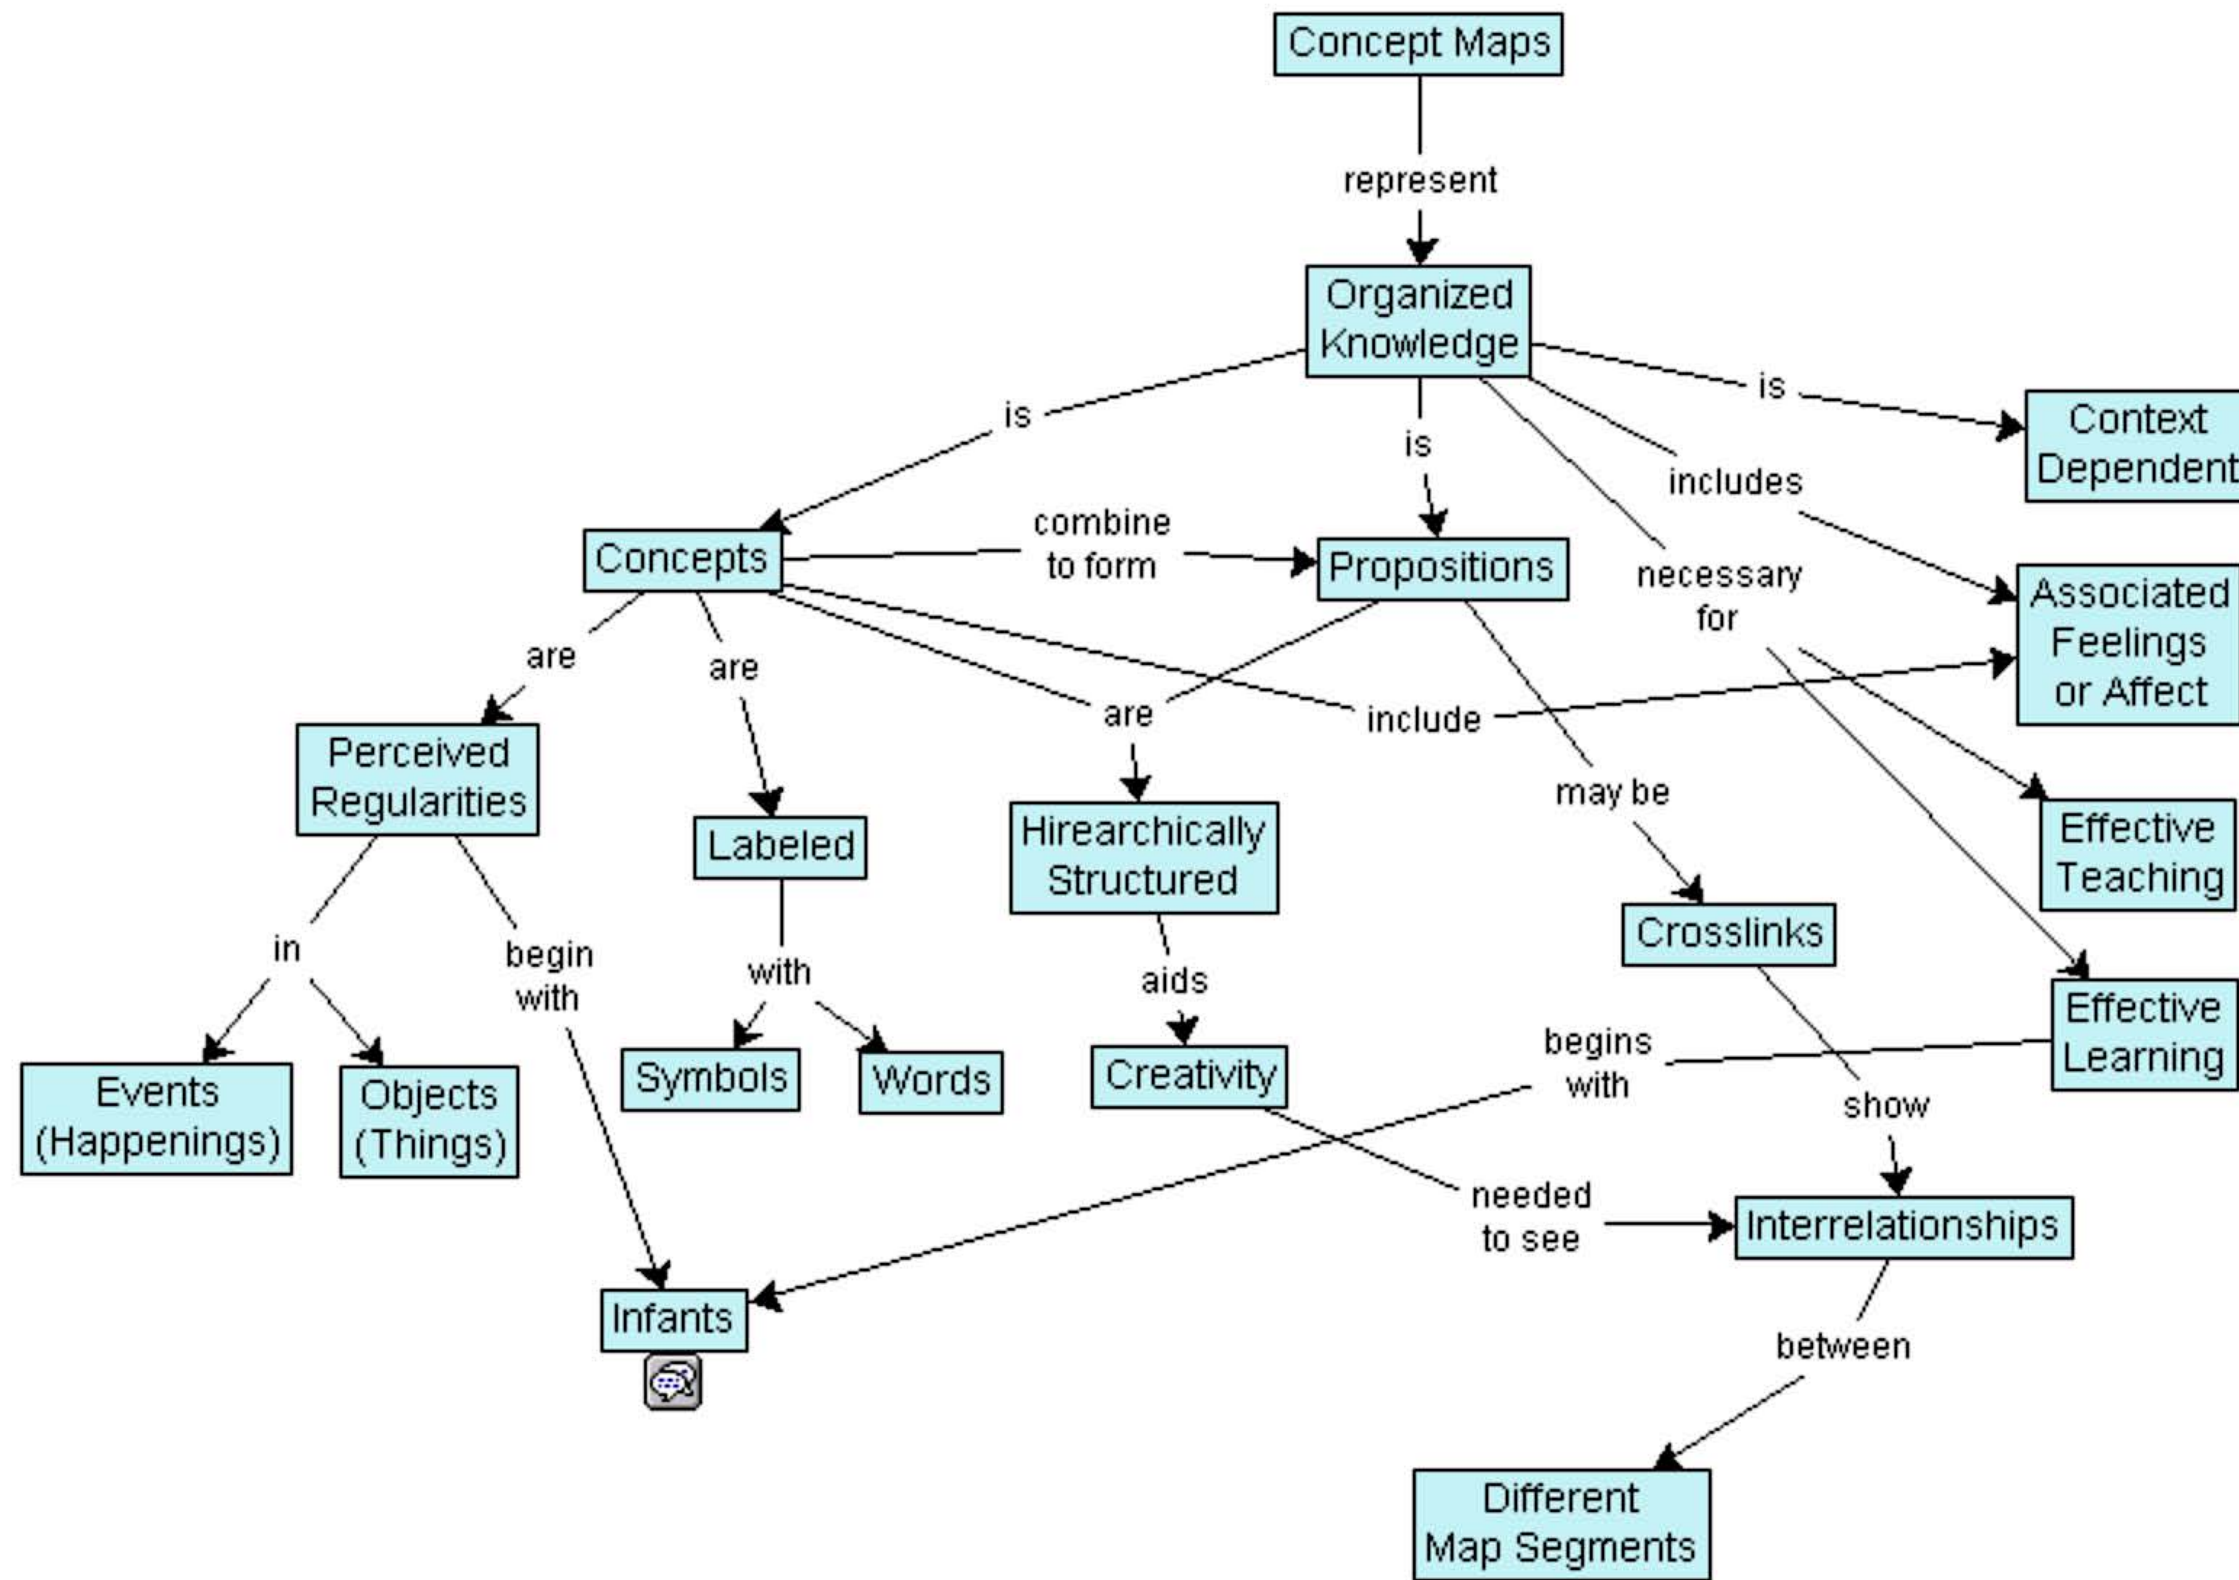 Concept Maps
represent
Organized
Knowledge
is
is
is
Context
Dependent
includes
combine
to form
Concepts
Propositions
necessary
for
Associated
Feelings
or Affect
are
are
are
include
Perceived
Regularities
may be
Labeled
Hirearchically
Structured
Effective
Teaching
Crosslinks
in
begin
with
with
aids
Effective
Learning
Events
(Happenings)
Objects
(Things)
Symbols
Words
Creativity
begins
with
show
needed
to see
Interrelationships
Infants
between
Different
Map Segments